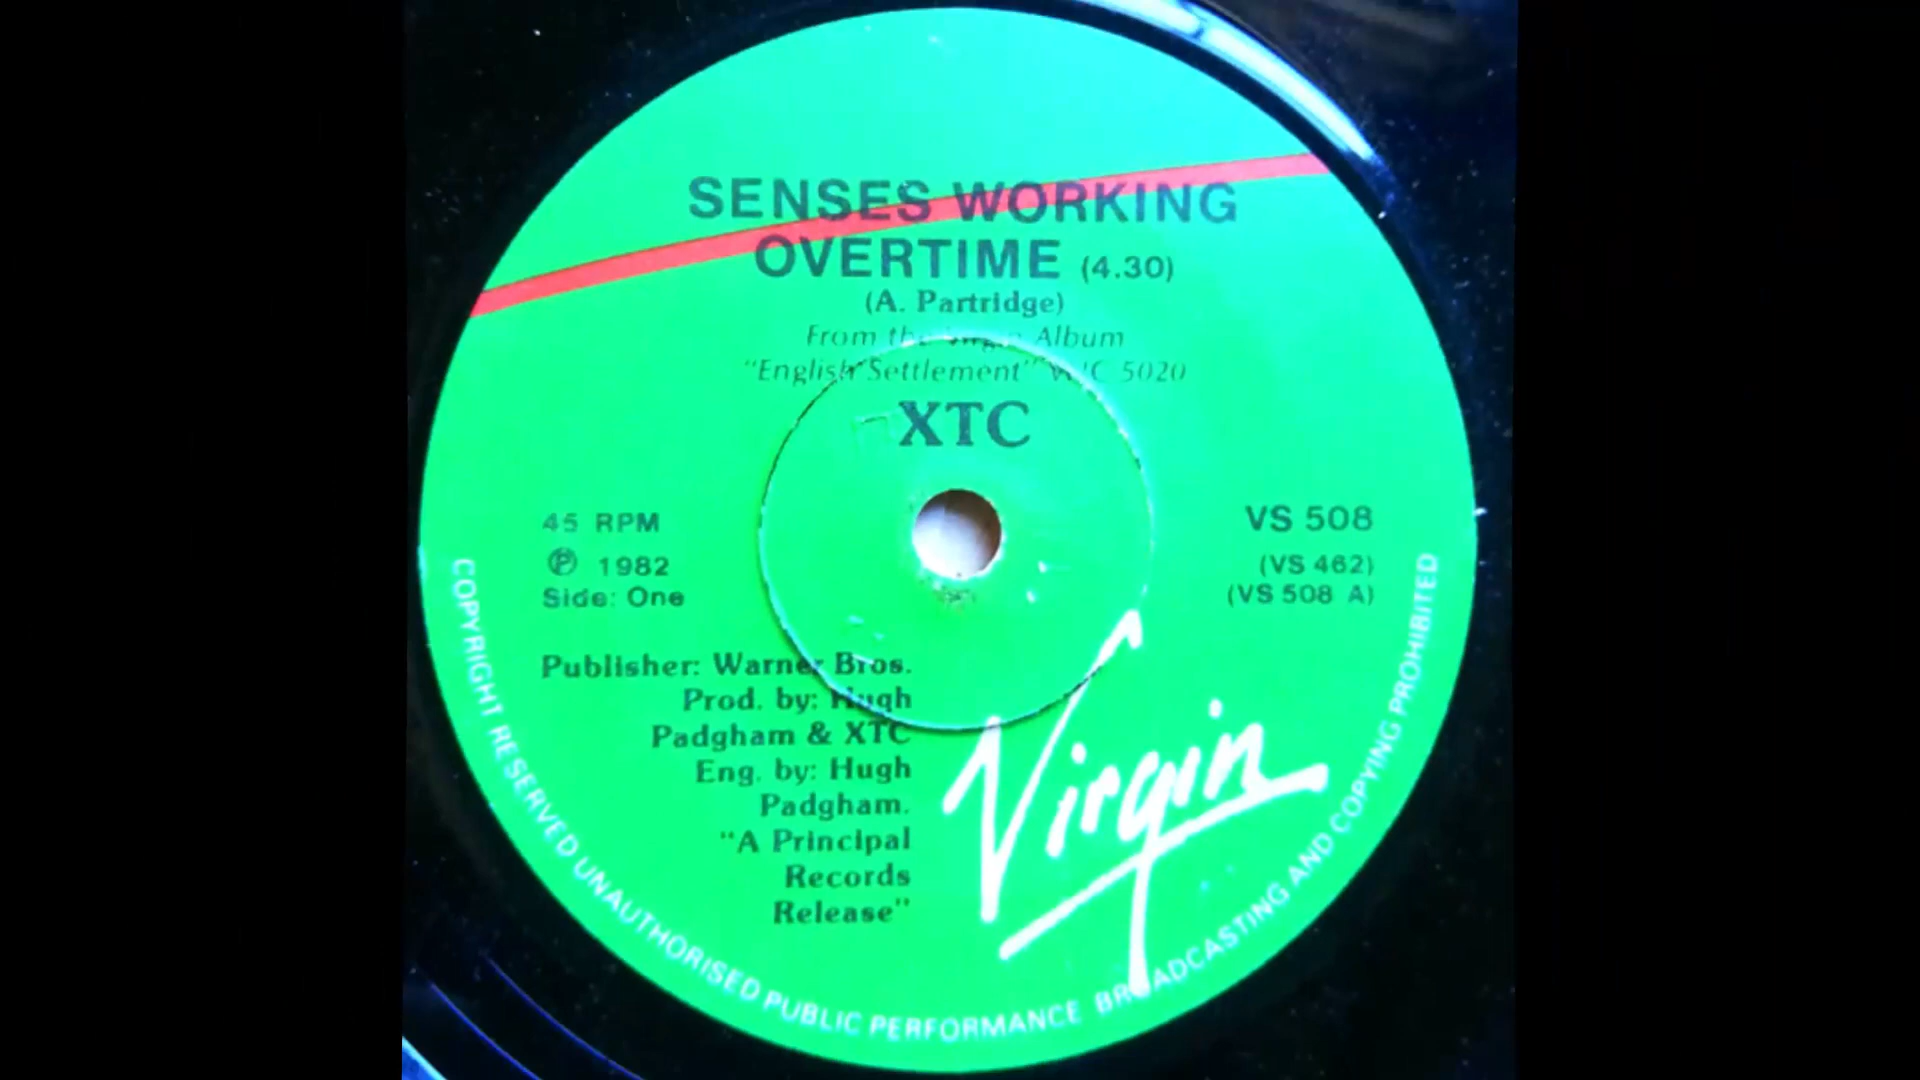 SENSES WORKING
OVERTIME (4.30)
(A. Partridge)
From the Virgin Album
"English Settlement" 5020
XTC
45 RPM
℗ 1982
Side: One
VS 508
(VS 462)
(VS 508 A)
Publisher: Warner Bros.
Prod. by: Hugh
Padgham & XTC
Eng. by: Hugh
Padgham.
"A Principal
Records
Release"
Virgin
COPYRIGHT RESERVED UNAUTHORISED PUBLIC PERFORMANCE BROADCASTING AND COPYING PROHIBITED